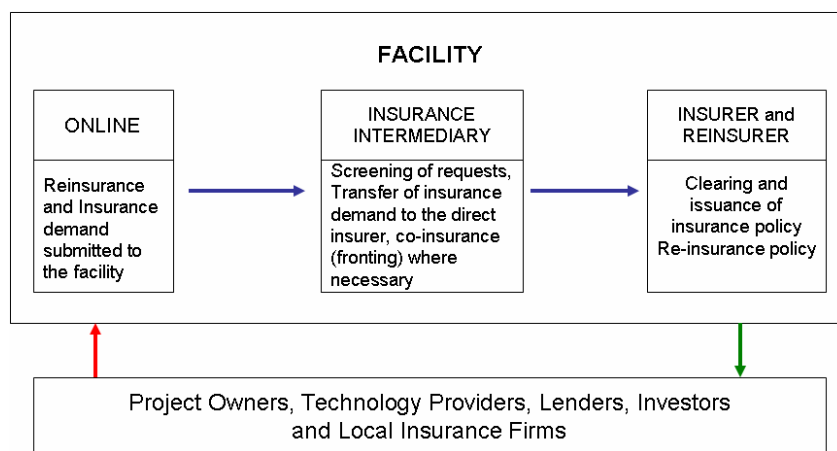 FACILITY
ONLINE
Reinsurance
and Insurance
demand
submitted to
the facility
INSURANCE
INTERMEDIARY
Screening of requests,
Transfer of insurance
demand to the direct
insurer, co-insurance
(fronting) where
necessary
INSURER and
REINSURER
Clearing and
issuance of
insurance policy
Re-insurance policy
Project Owners, Technology Providers, Lenders, Investors
and Local Insurance Firms